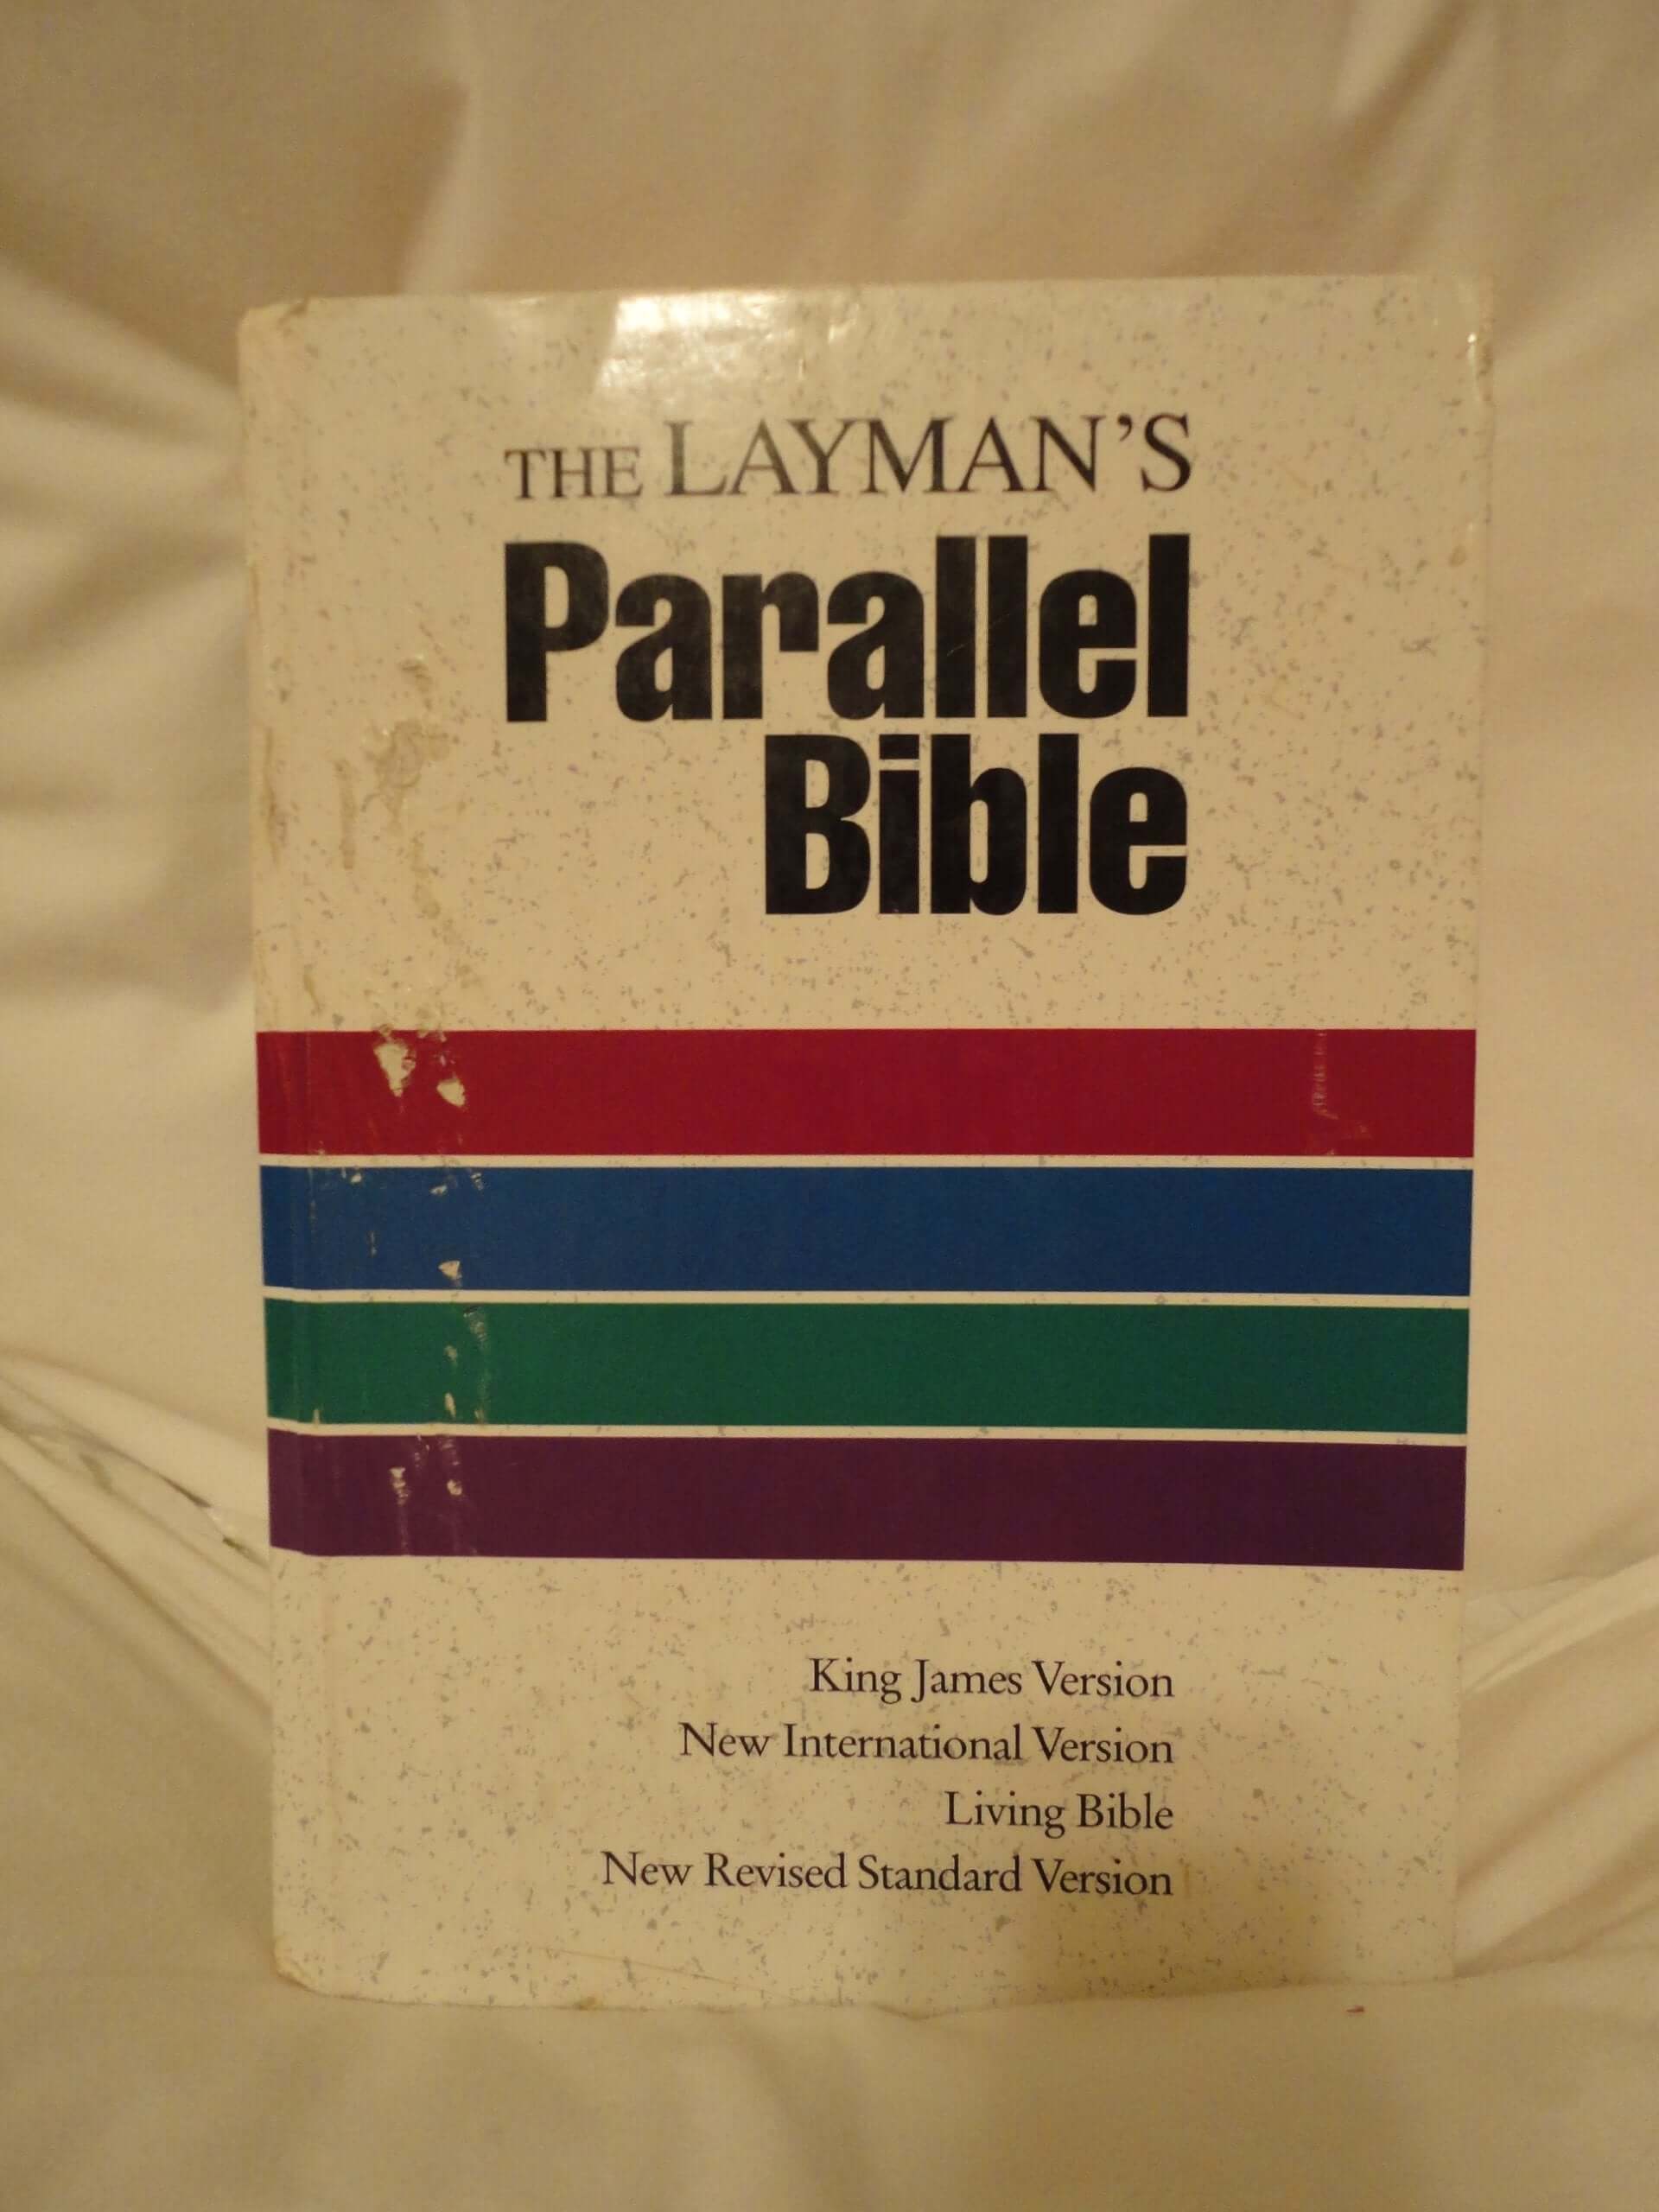 THE LAYMAN'S
Parallel
Bible
King James Version
New International Version
Living Bible
New Revised Standard Version